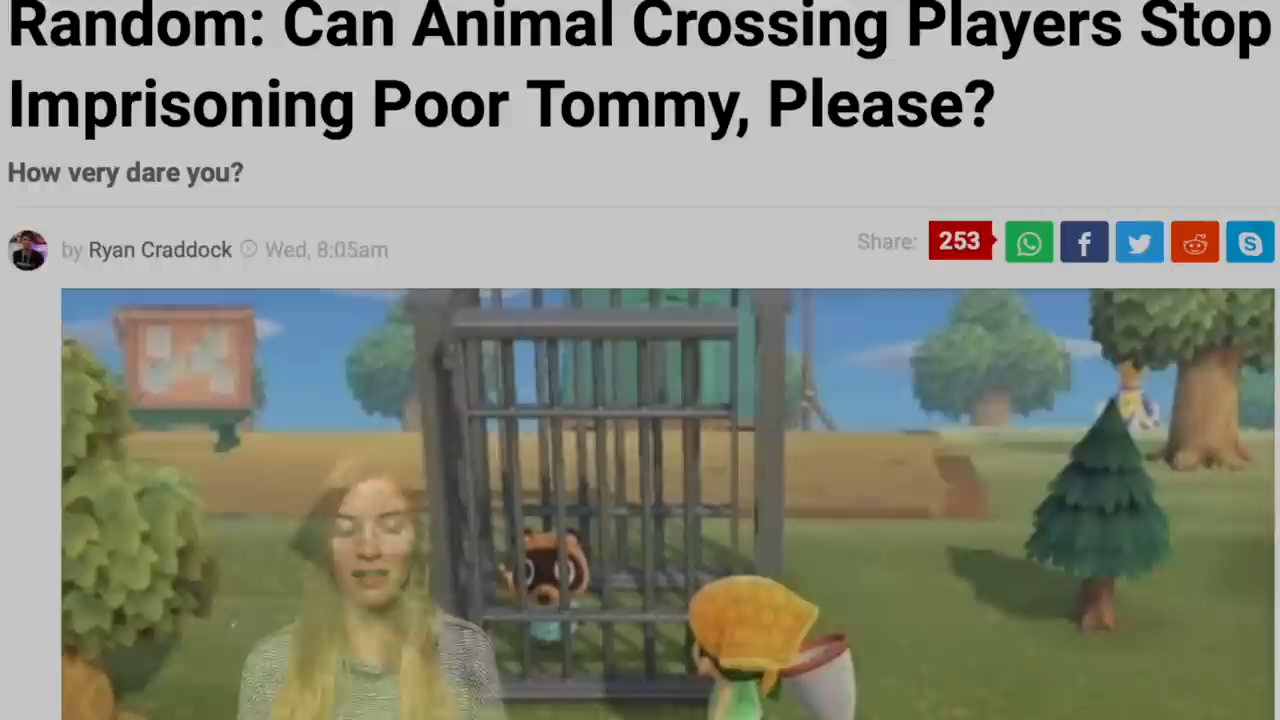 Random: Can Animal Crossing Players Stop
Imprisoning Poor Tommy, Please?
How very dare you?
by Ryan Craddock Wed, 8:05am
Share: 253